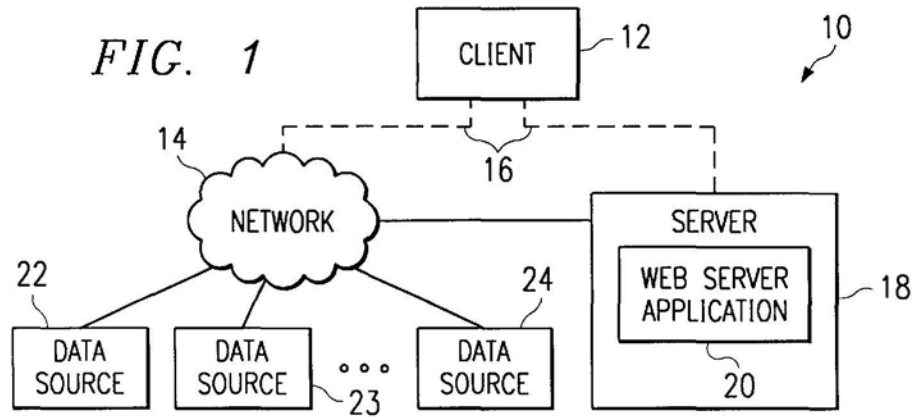 FIG. 1
CLIENT
12
10
14
16
NETWORK
SERVER
WEB SERVER
APPLICATION
18
20
22
DATA
SOURCE
DATA
SOURCE
23
24
DATA
SOURCE